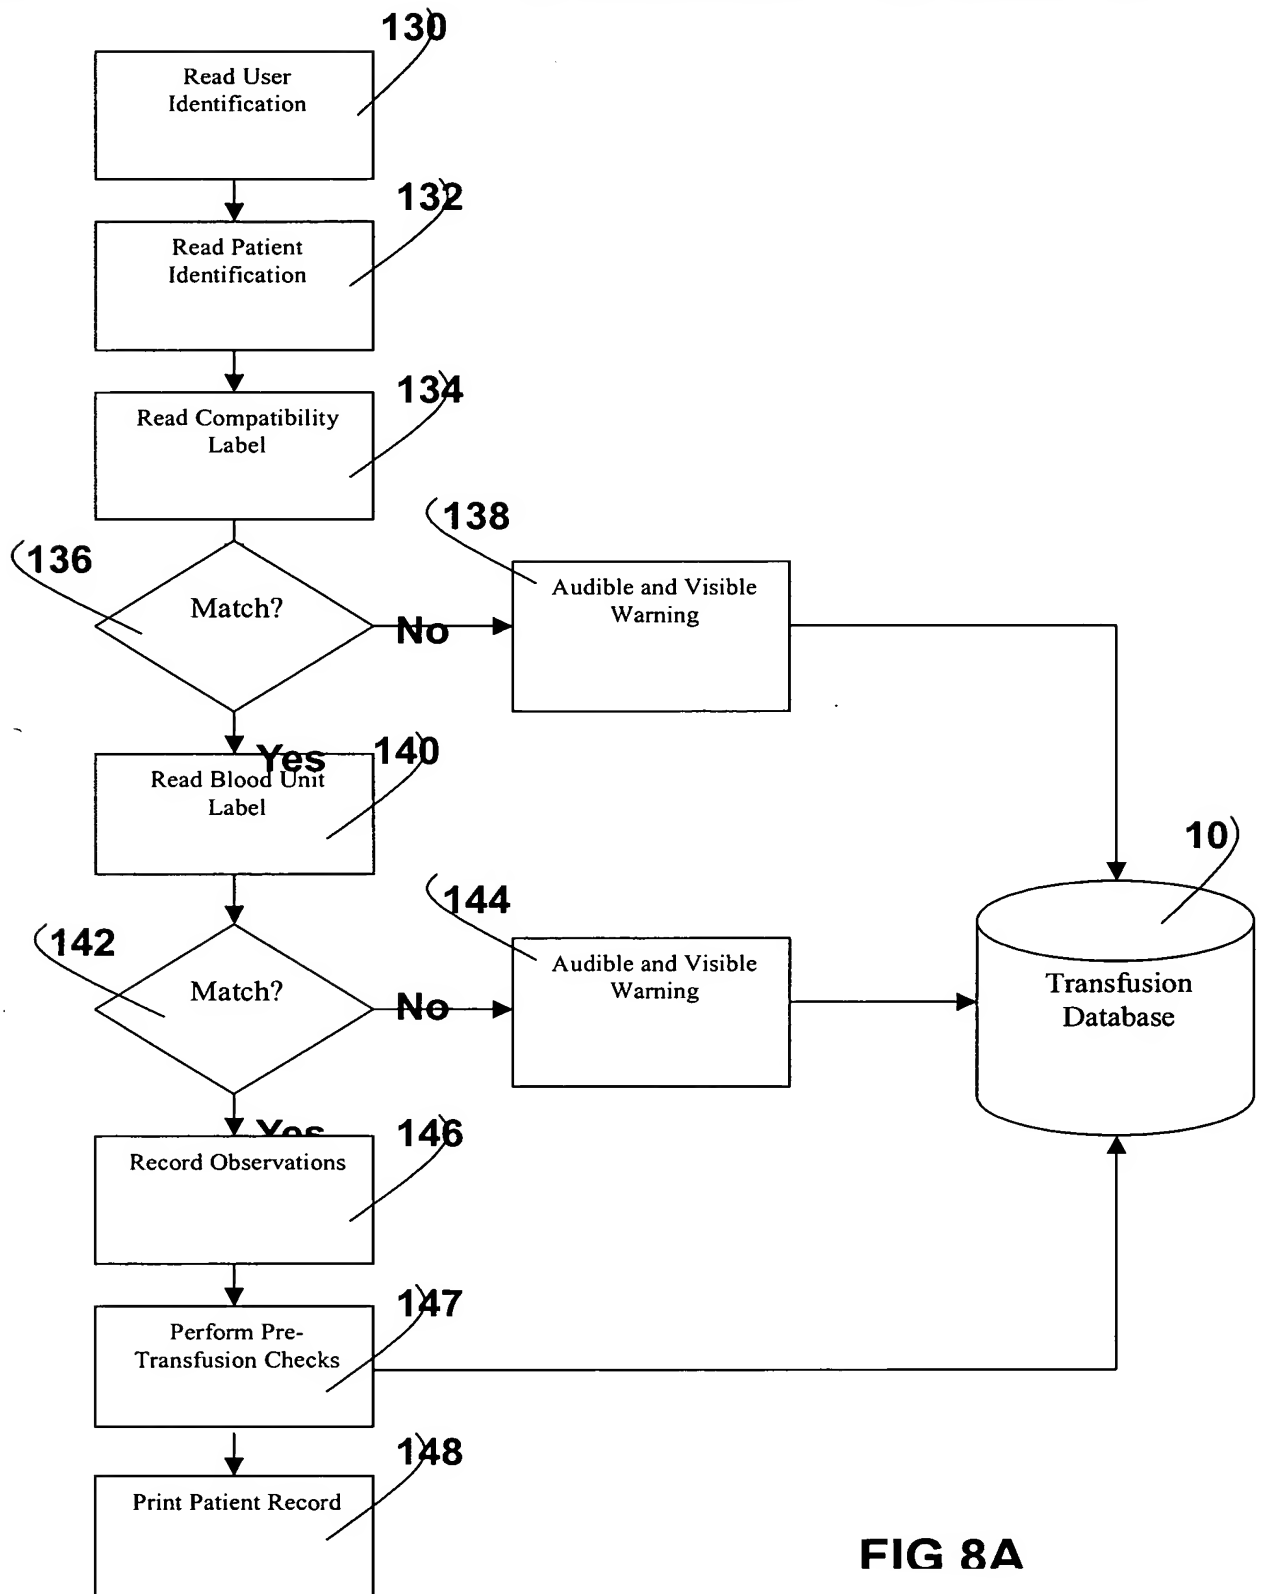 130
Read User
Identification
132
Read Patient
Identification
134
Read Compatibility
Label
136
Match?
No
138
Audible and Visible
Warning
Yes
140
Read Blood Unit
Label
10
Transfusion
Database
142
Match?
No
144
Audible and Visible
Warning
Yes
146
Record Observations
147
Perform Pre-
Transfusion Checks
148
Print Patient Record
FIG 8A